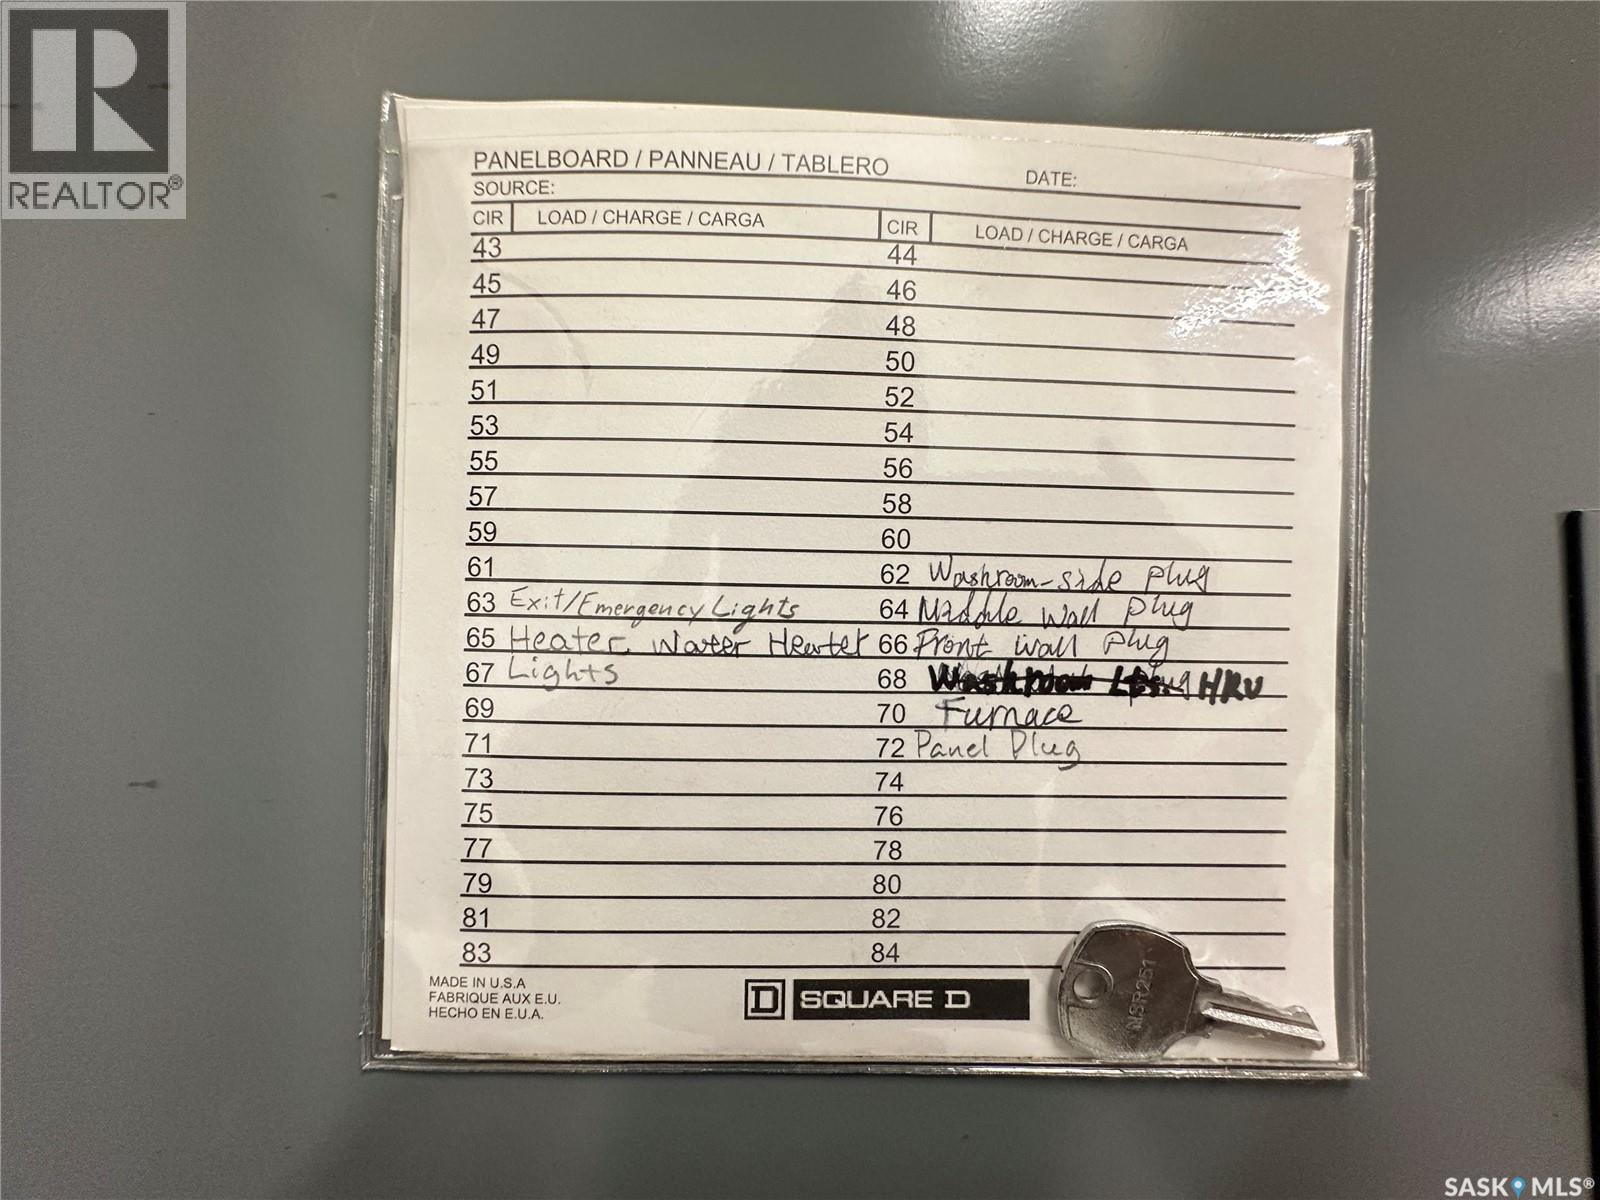 REALTOR®
PANELBOARD / PANNEAU / TABLERO DATE:
SOURCE:
CIR LOAD / CHARGE / CARGA CIR LOAD / CHARGE / CARGA
43 44
45 46
47 48
49 50
51 52
53 54
55 56
57 58
59 60
61 62 Washroom-side plug
63 Exit/Emergency Lights 64 Middle wall plug
65 Heater, Water Heater 66 Front wall plug
67 Lights 68 Washroom HRV
69 70 Furnace
71 72 Panel Plug
73 74
75 76
77 78
79 80
81 82
83 84
MADE IN U.S.A
FABRIQUE AUX E.U.
HECHO EN E.U.A.
D SQUARE D
MSR251
SASK MLS®